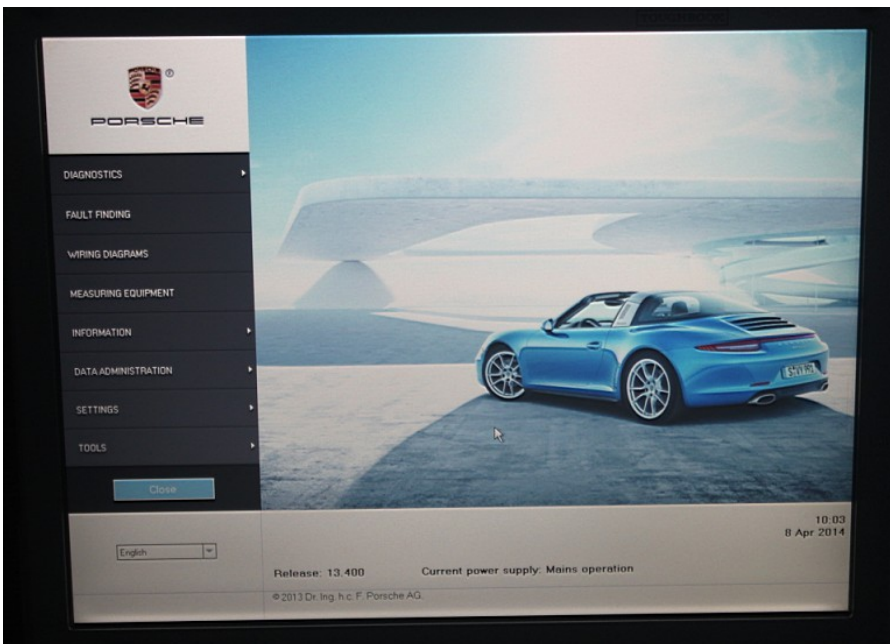 TOUGHBOOK
PORSCHE
DIAGNOSTICS
FAULT FINDING
WIRING DIAGRAMS
MEASURING EQUIPMENT
INFORMATION
DATA ADMINISTRATION
SETTINGS
TOOLS
Close
English
10:03
8 Apr 2014
Release: 13.400
Current power supply: Mains operation
©2013 Dr. Ing. h.c. F. Porsche AG.